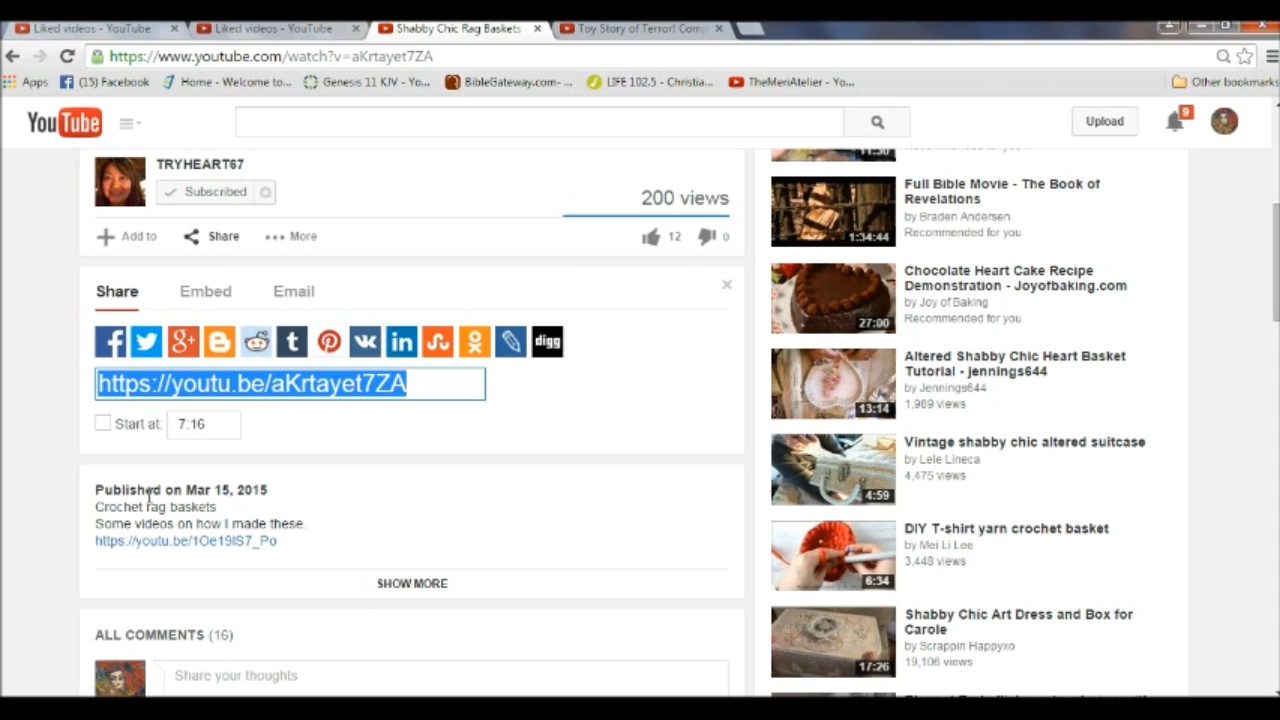 Liked videos - YouTube
Liked videos - YouTube
Shabby Chic Rag Baskets
Toy Story of Terror! Comp
https://www.youtube.com/watch?v=aKrtayet7ZA
Apps
(15) Facebook
Home - Welcome to...
Genesis 11 KJV - Yo...
BibleGateway.com-...
LIFE 102.5 - Christia...
TheMeriAtelier - Yo...
Other bookmarks
YouTube
Upload
9
TRYHEART67
Subscribed
200 views
Add to
Share
More
12
0
Share
Embed
Email
digg
https://youtu.be/aKrtayet7ZA
Start at:
7:16
Published on Mar 15, 2015
Crochet rag baskets
Some videos on how I made these.
https://youtu.be/1Oe19IS7_Po
SHOW MORE
ALL COMMENTS (16)
Share your thoughts
Full Bible Movie - The Book of
Revelations
by Braden Andersen
Recommended for you
1:34:44
Chocolate Heart Cake Recipe
Demonstration - Joyofbaking.com
by Joy of Baking
Recommended for you
27:00
Altered Shabby Chic Heart Basket
Tutorial - jennings644
by Jennings644
1,969 views
13:14
Vintage shabby chic altered suitcase
by Lele Lineca
4,475 views
4:59
DIY T-shirt yarn crochet basket
by Mei Li Lee
3,448 views
6:34
Shabby Chic Art Dress and Box for
Carole
by Scrappin Happyxo
19,106 views
17:26